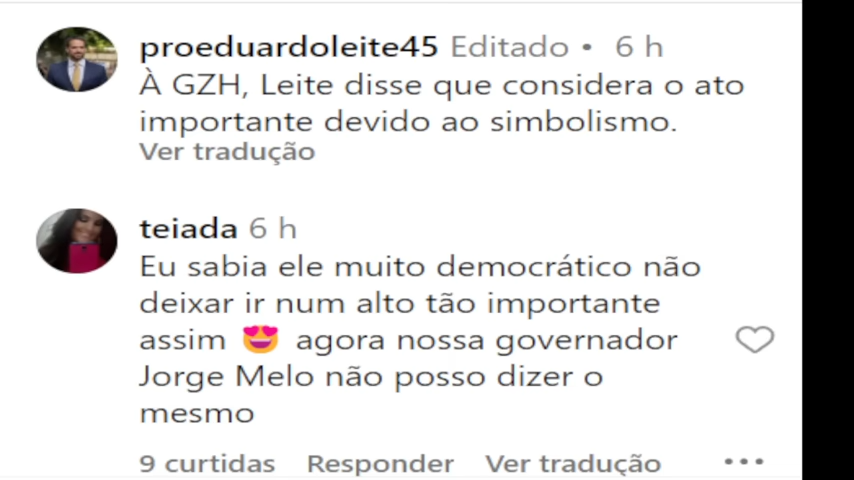 proeduardoleite45 Editado • 6 h
À GZH, Leite disse que considera o ato
importante devido ao simbolismo.
Ver tradução
teiada 6 h
Eu sabia ele muito democrático não
deixar ir num alto tão importante
assim 😍 agora nossa governador
Jorge Melo não posso dizer o
mesmo
9 curtidas Responder Ver tradução